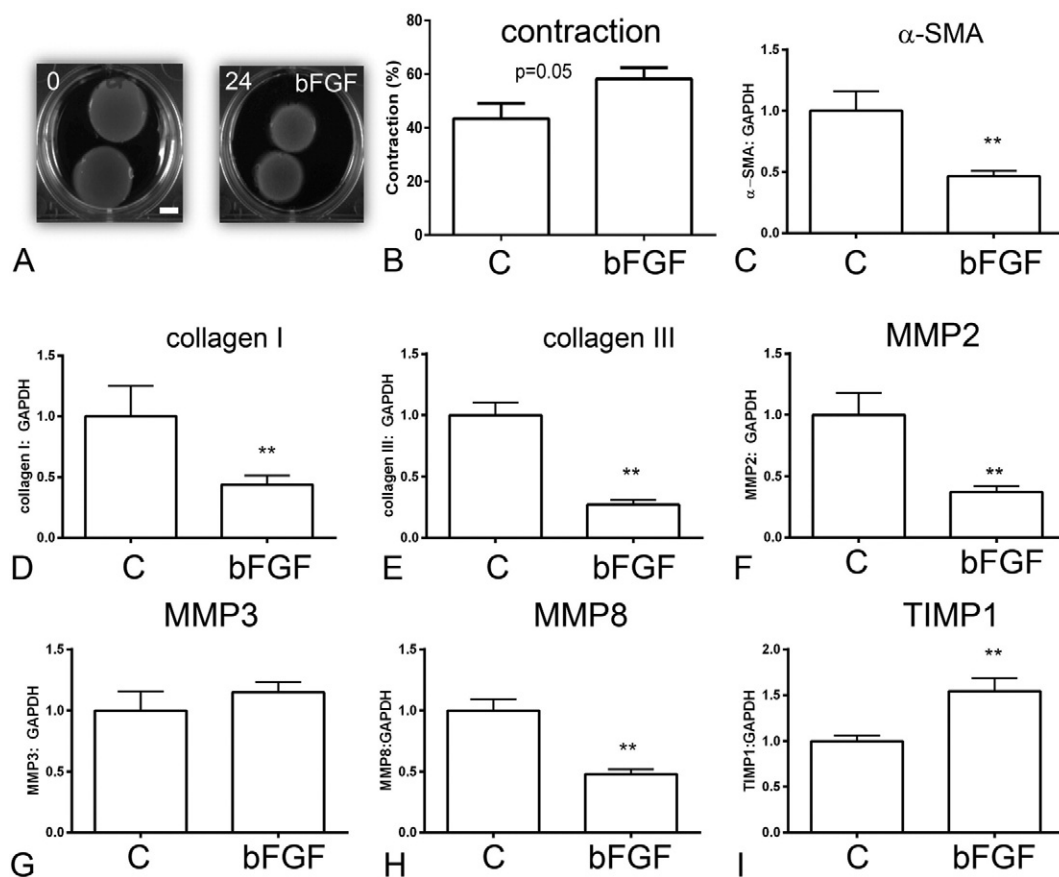 0
24 bFGF
A
contraction
p=0.05
Contraction (%)
80
60
40
20
0
C bFGF
B
α-SMA
α-SMA: GAPDH
1.5
1.0
0.5
**
0.0
C bFGF
C
collagen I
collagen I: GAPDH
1.5
1.0
0.5
**
0.0
C bFGF
D
collagen III
collagen III: GAPDH
1.5
1.0
0.5
**
0.0
C bFGF
E
MMP2
MMP2: GAPDH
1.5
1.0
0.5
**
0.0
C bFGF
F
MMP3
MMP3: GAPDH
1.5
1.0
0.5
0.0
C bFGF
G
MMP8
MMP8:GAPDH
1.5
1.0
0.5
**
0.0
C bFGF
H
TIMP1
TIMP1:GAPDH
2.0
**
1.5
1.0
0.5
0.0
C bFGF
I